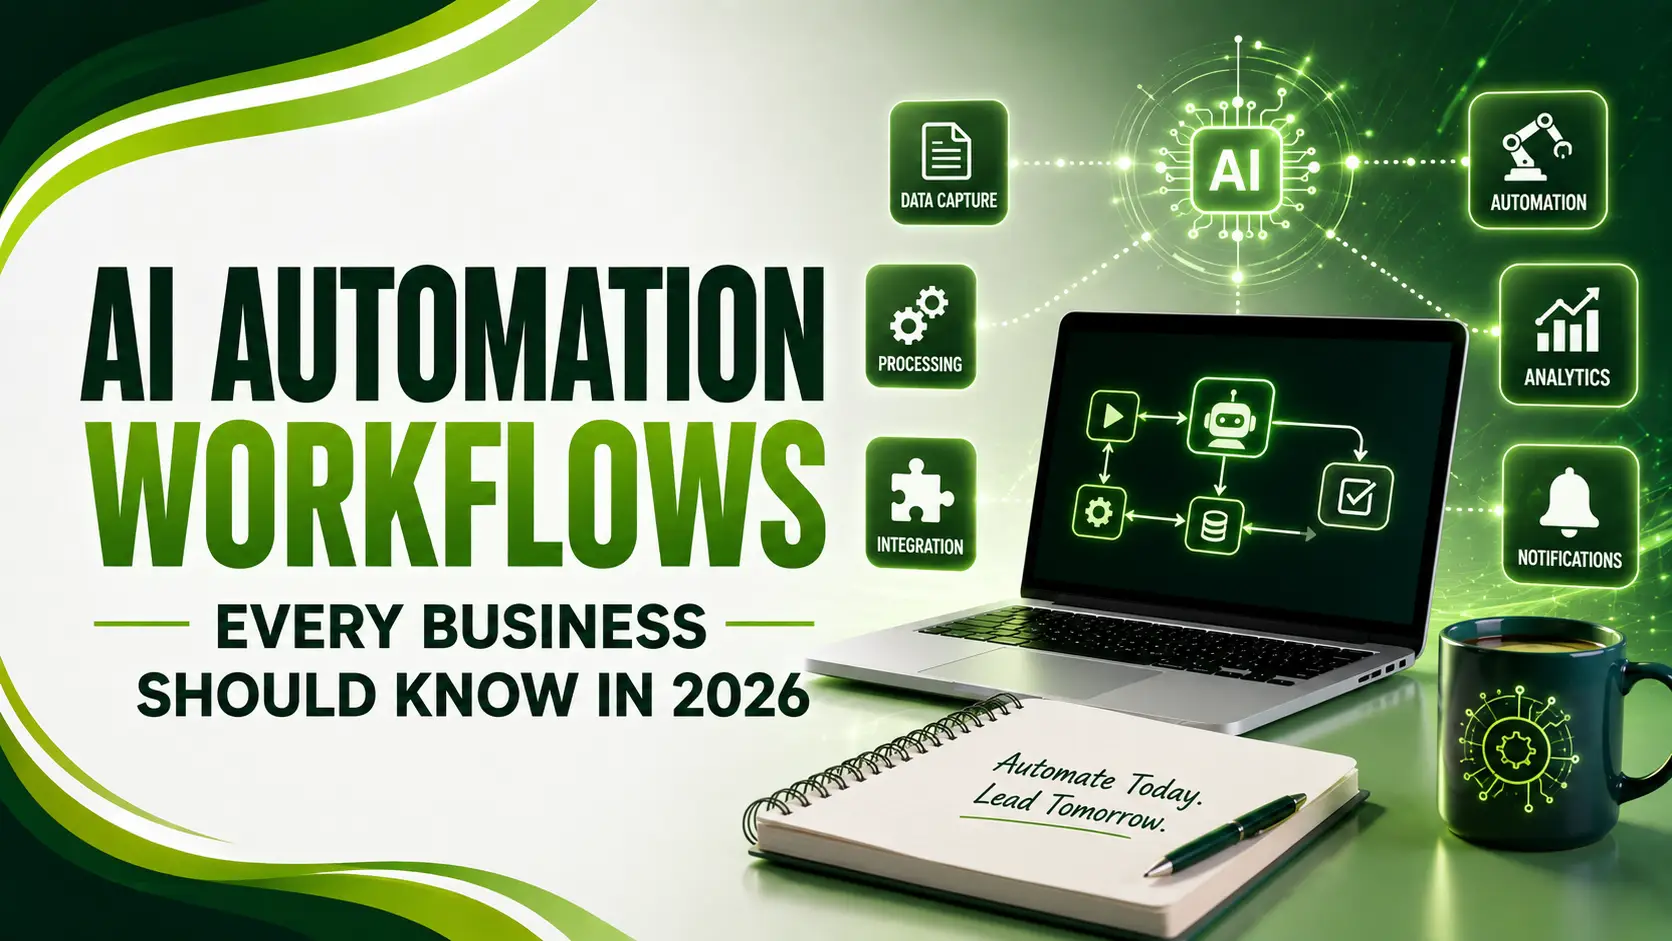 AI AUTOMATION
WORKFLOWS
EVERY BUSINESS
SHOULD KNOW IN 2026
DATA CAPTURE
PROCESSING
INTEGRATION
AI
AUTOMATION
ANALYTICS
NOTIFICATIONS
Automate Today.
Lead Tomorrow.